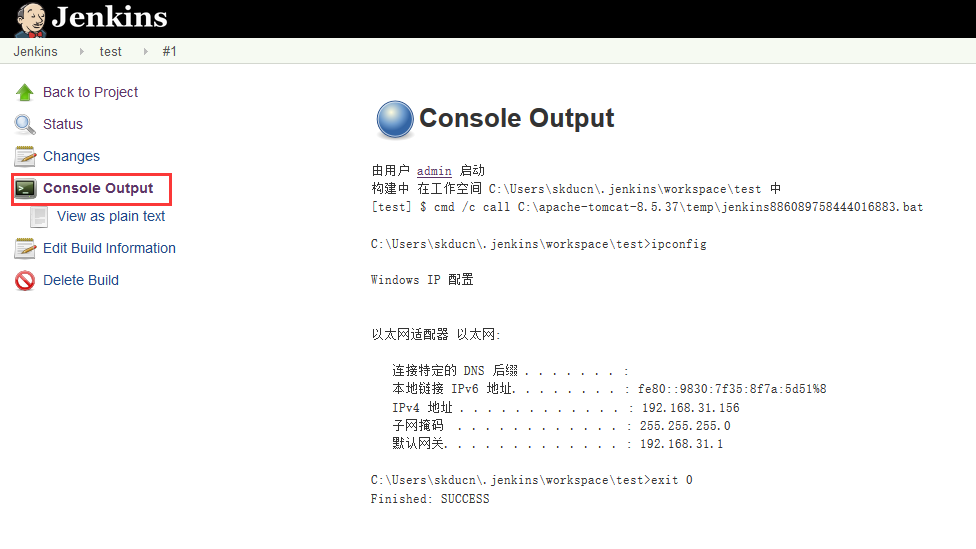 Jenkins
Jenkins test #1
Back to Project
Status
Changes
Console Output
View as plain text
Edit Build Information
Delete Build
Console Output
由用户 admin 启动
构建中 在工作空间 C:\Users\skducn\.jenkins\workspace\test 中
[test] $ cmd /c call C:\apache-tomcat-8.5.37\temp\jenkins886089758444016883.bat
C:\Users\skducn\.jenkins\workspace\test>ipconfig
Windows IP 配置
以太网适配器 以太网:
连接特定的 DNS 后缀 . . . . . . . :
本地链接 IPv6 地址. . . . . . . . : fe80::9830:7f35:8f7a:5d51%8
IPv4 地址 . . . . . . . . . . . . : 192.168.31.156
子网掩码  . . . . . . . . . . . . : 255.255.255.0
默认网关. . . . . . . . . . . . . : 192.168.31.1
C:\Users\skducn\.jenkins\workspace\test>exit 0
Finished: SUCCESS